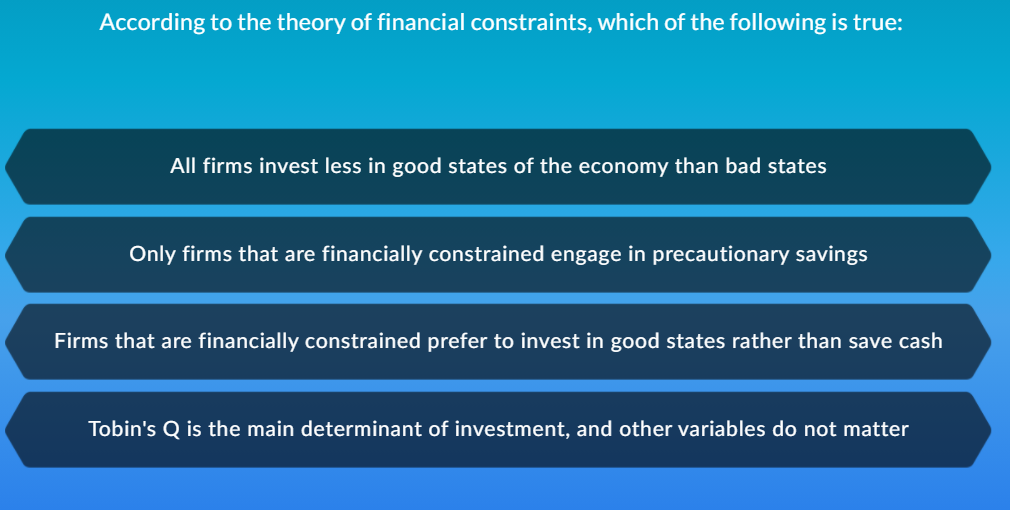 According to the theory of financial constraints, which of the following is true:
All firms invest less in good states of the economy than bad states
Only firms that are financially constrained engage in precautionary savings
Firms that are financially constrained prefer to invest in good states rather than save cash
Tobin's Q is the main determinant of investment, and other variables do not matter